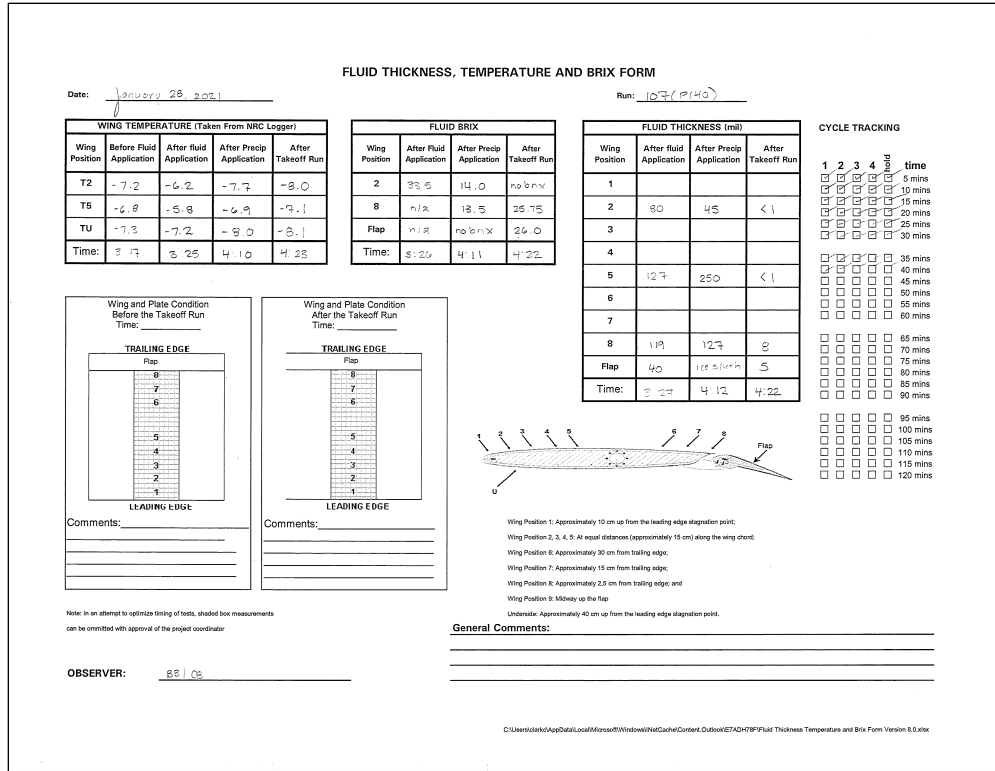 FLUID THICKNESS, TEMPERATURE AND BRIX FORM
Date: January 28, 2021 Run: 107 (P140)
WING TEMPERATURE (Taken From NRC Logger)
Wing Position Before Fluid Application After fluid Application After Precip Application After Takeoff Run
T2 -7.2 -6.2 -7.7 -8.0
T5 -6.8 -5.8 -6.9 -7.1
TU -7.3 -7.2 -8.0 -8.1
Time: 3:17 3:25 4:10 4:23
FLUID BRIX
Wing Position After Fluid Application After Precip Application After Takeoff Run
2 33.5 14.0 no brix
8 n/a 13.5 25.75
Flap n/a no brix 26.0
Time: 3:26 4:11 4:22
FLUID THICKNESS (mil)
Wing Position After fluid Application After Precip Application After Takeoff Run
1
2 80 45 <1
3
4
5 127 250 <1
6
7
8 119 127 8
Flap 40 ice slush 5
Time: 3:27 4:12 4:22
CYCLE TRACKING
1 2 3 4 hold time
5 mins
10 mins
15 mins
20 mins
25 mins
30 mins
35 mins
40 mins
45 mins
50 mins
55 mins
60 mins
65 mins
70 mins
75 mins
80 mins
85 mins
90 mins
95 mins
100 mins
105 mins
110 mins
115 mins
120 mins
Wing and Plate Condition
Before the Takeoff Run
Time:
TRAILING EDGE
Flap
8
7
6
5
4
3
2
1
LEADING EDGE
Comments:
Wing and Plate Condition
After the Takeoff Run
Time:
TRAILING EDGE
Flap
8
7
6
5
4
3
2
1
LEADING EDGE
Comments:
1 2 3 4 5 6 7 8
Flap
U
Wing Position 1: Approximately 10 cm up from the leading edge stagnation point;
Wing Position 2, 3, 4, 5: At equal distances (approximately 15 cm) along the wing chord;
Wing Position 6: Approximately 30 cm from trailing edge;
Wing Position 7: Approximately 15 cm from trailing edge;
Wing Position 8: Approximately 2.5 cm from trailing edge; and
Wing Position 9: Midway up the flap
Underside: Approximately 40 cm up from the leading edge stagnation point.
Note: In an attempt to optimize timing of tests, shaded box measurements
can be ommitted with approval of the project coordinator
General Comments:
OBSERVER: BB / CB
C:\Users\clarko\AppData\Local\Microsoft\Windows\INetCache\Content.Outlook\E7ADH78F\Fluid Thickness Temperature and Brix Form Version 8.0.xlsx